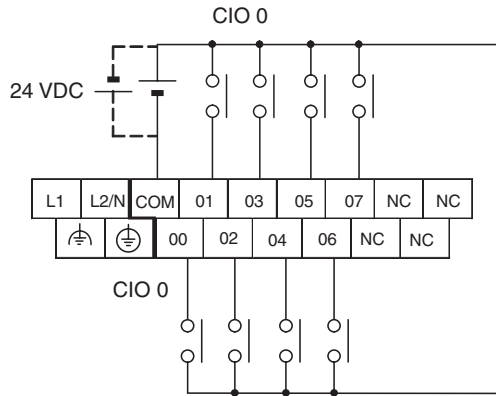 CIO 0
24 VDC
L1 L2/N COM 01 03 05 07 NC NC
00 02 04 06 NC NC
CIO 0